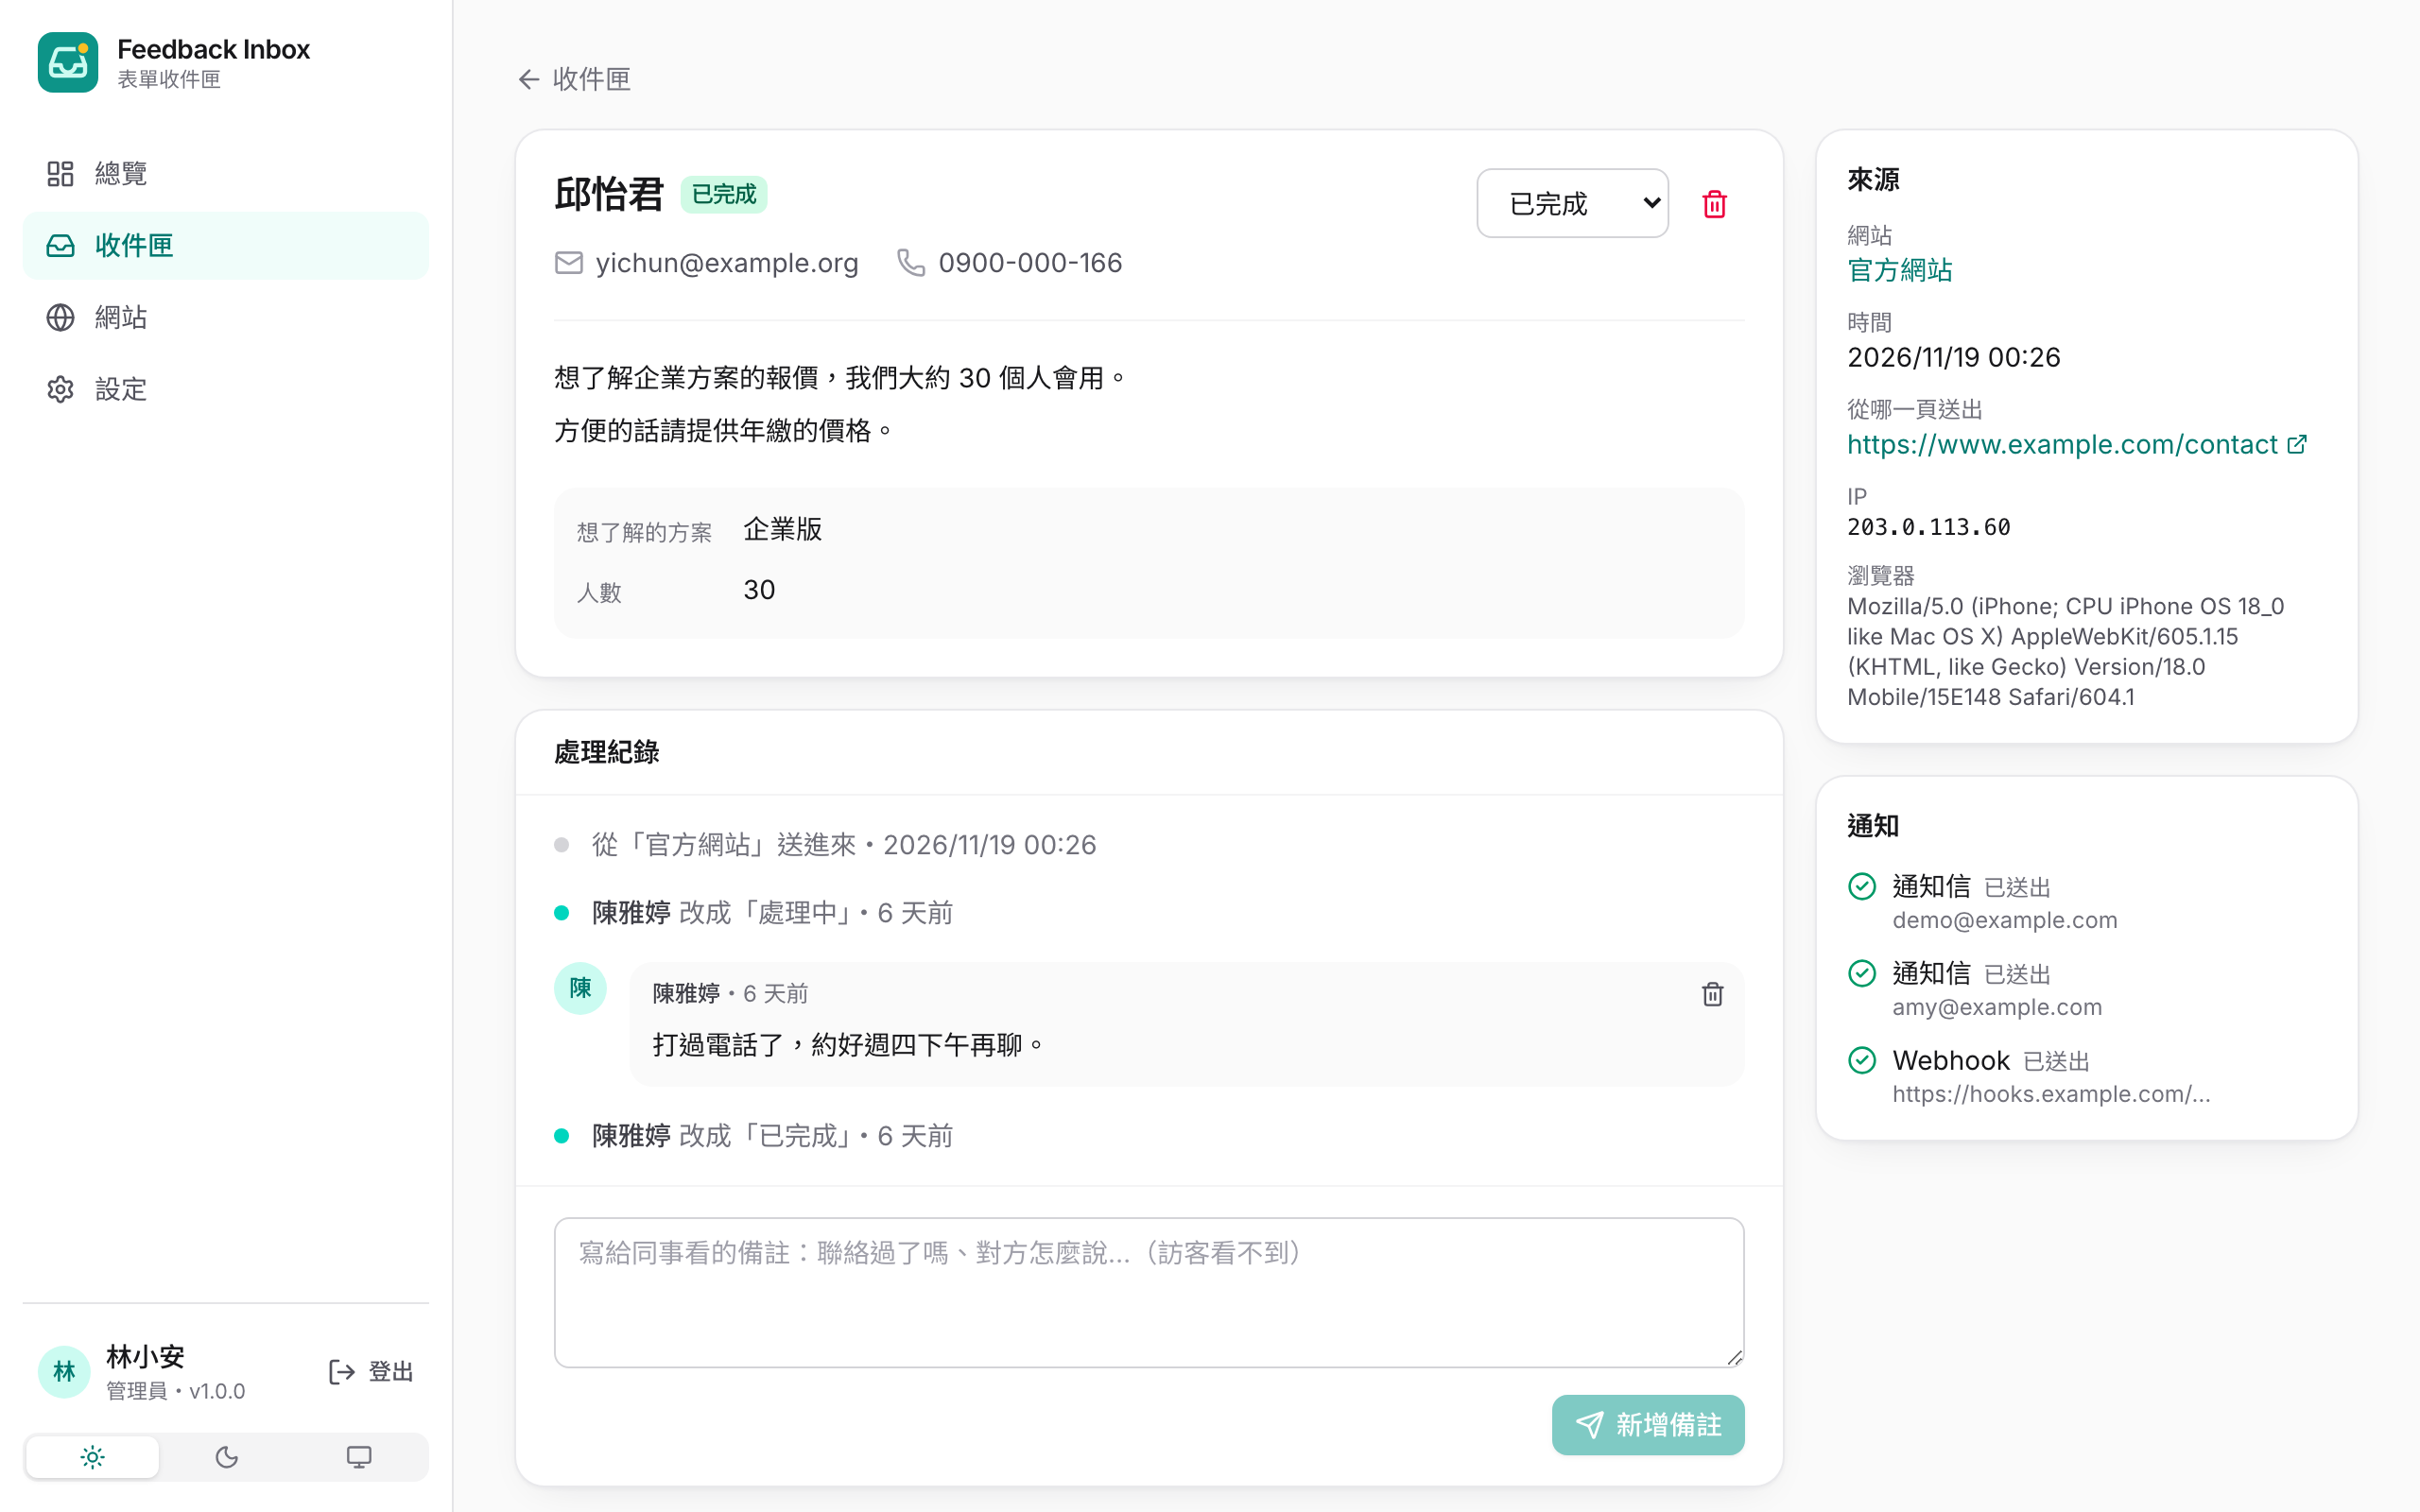 Feedback Inbox
表單收件匣
總覽
收件匣
網站
設定
林
林小安
管理員・v1.0.0
登出
收件匣
邱怡君
已完成
已完成
yichun@example.org
0900-000-166
想了解企業方案的報價，我們大約 30 個人會用。
方便的話請提供年繳的價格。
想了解的方案 企業版
人數 30
處理紀錄
從「官方網站」送進來・2026/11/19 00:26
陳雅婷 改成「處理中」・6 天前
陳
陳雅婷・6 天前
打過電話了，約好週四下午再聊。
陳雅婷 改成「已完成」・6 天前
寫給同事看的備註：聯絡過了嗎、對方怎麼說...（訪客看不到）
新增備註
來源
網站
官方網站
時間
2026/11/19 00:26
從哪一頁送出
https://www.example.com/contact
IP
203.0.113.60
瀏覽器
Mozilla/5.0 (iPhone; CPU iPhone OS 18_0
like Mac OS X) AppleWebKit/605.1.15
(KHTML, like Gecko) Version/18.0
Mobile/15E148 Safari/604.1
通知
通知信 已送出
demo@example.com
通知信 已送出
amy@example.com
Webhook 已送出
https://hooks.example.com/...